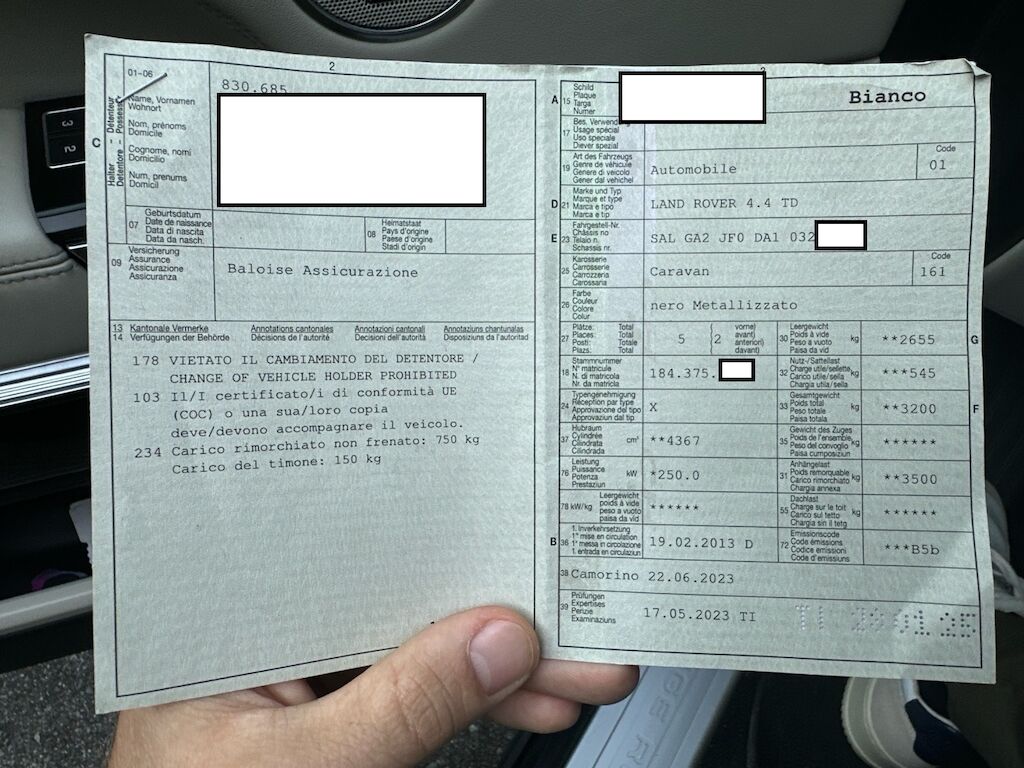 2
01-06
830.685
C
Halter – Détenteur
Detentore – Possess.
Name, Vornamen
Wohnort
Nom, prénoms
Domicile
Cognome, nomi
Domicilio
Num, prenums
Domicil
07
Geburtsdatum
Date de naissance
Data di nascita
Data da nasch.
08
Heimatstaat
Pays d'origine
Paese d'origine
Stadi d'origin
09
Versicherung
Assurance
Assicurazione
Assicuranza
Baloise Assicurazione
13
14
Kantonale Vermerke
Verfügungen der Behörde
Annotations cantonales
Décisions de l'autorité
Annotazioni cantonali
Decisioni dell'autorità
Annotaziuns chantunalas
Disposiziuns da l'autoritad
178 VIETATO IL CAMBIAMENTO DEL DETENTORE /
CHANGE OF VEHICLE HOLDER PROHIBITED
103 Il/I certificato/i di conformità UE
(COC) o una sua/loro copia
deve/devono accompagnare il veicolo.
234 Carico rimorchiato non frenato: 750 kg
Carico del timone: 150 kg
A
15
Schild
Plaque
Targa
Numer
Bianco
17
Bes. Verwendung
Usage spécial
Uso speciale
Diever spezial
19
Art des Fahrzeugs
Genre de véhicule
Genere di veicolo
Gener dal vehichel
Automobile
Code
01
D
21
Marke und Typ
Marque et type
Marca e tipo
Marca e tip
LAND ROVER 4.4 TD
E
23
Fahrgestell-Nr.
Châssis no
Telaio n.
Schassis nr.
SAL GA2 JF0 DA1 032
25
Karosserie
Carrosserie
Carrozzeria
Carossaria
Caravan
Code
161
26
Farbe
Couleur
Colore
Colur
nero Metallizzato
27
Plätze: Total
Places: Total
Posti: Totale
Plazs: Total
5
(2
vorne)
avant)
anteriori)
davant)
30
Leergewicht
Poids à vide
Peso a vuoto
Paisa da vid
kg
**2655
G
18
Stammnummer
N° matricule
N. di matricola
Nr. da matricla
184.375.
32
Nutz-/Sattellast
Charge utile/sellette
Carico utile/sella
Chargia utila/sella
kg
***545
24
Typengenehmigung
Réception par type
Approvazione del tipo
Approvaziun dal tip
X
33
Gesamtgewicht
Poids total
Peso totale
Paisa totala
kg
**3200
F
37
Hubraum
Cylindrée
Cilindrata
Cilindrada
cm³
**4367
35
Gewicht des Zuges
Poids de l'ensemble
Peso del convoglio
Paisa cumposiziun
kg
******
76
Leistung
Puissance
Potenza
Prestaziun
kW
*250.0
31
Anhängelast
Poids remorquable
Carico rimorchiato
Chargia annexa
kg
**3500
78 kW/kg
Leergewicht
poids à vide
peso a vuoto
paisa da vid
******
55
Dachlast
Charge sur le toit
Carico sul tetto
Chargia sin il tetg
kg
******
B
36
1. Inverkehrsetzung
1re mise en circulation
1a messa in circolazione
1. entrada en circulaziun
19.02.2013 D
72
Emissionscode
Code émissions
Codice emissioni
Code d'emissiuns
***B5b
38
Camorino 22.06.2023
39
Prüfungen
Expertises
Perizie
Examinaziuns
17.05.2023 TI